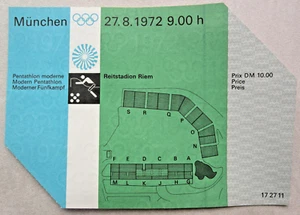 München
27.8.1972 9.00 h
Pentathlon moderne
Modern Pentathlon
Moderner Fünfkampf
Reitstadion Riem
Prix DM 10.00
Price
Preis
S R Q P O N
F E D C B A
M L K J H G
17 27 11